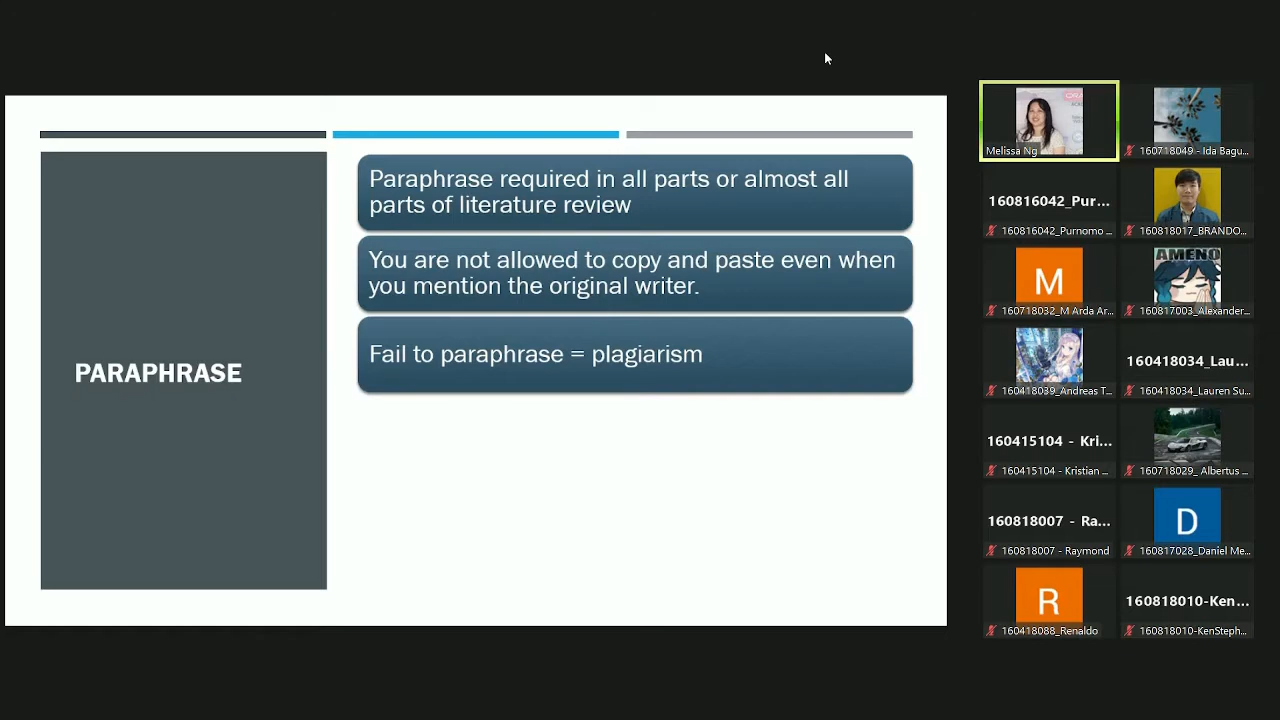 PARAPHRASE
Paraphrase required in all parts or almost all
parts of literature review
You are not allowed to copy and paste even when
you mention the original writer.
Fail to paraphrase = plagiarism
Melissa Ng
160718049 - Ida Bagu...
160816042_Pur...
160816042_Purnomo ...
160818017_BRANDO...
M
160718032_M Arda Ar...
AMENO
160817003_Alexander...
160418039_Andreas T...
160418034_Lau...
160418034_Lauren Su...
160415104 - Kri...
160415104 - Kristian ...
160718029_ Albertus ...
160818007 - Ra...
160818007 - Raymond
D
160817028_Daniel Me...
R
160418088_Renaldo
160818010-Ken...
160818010-KenSteph...